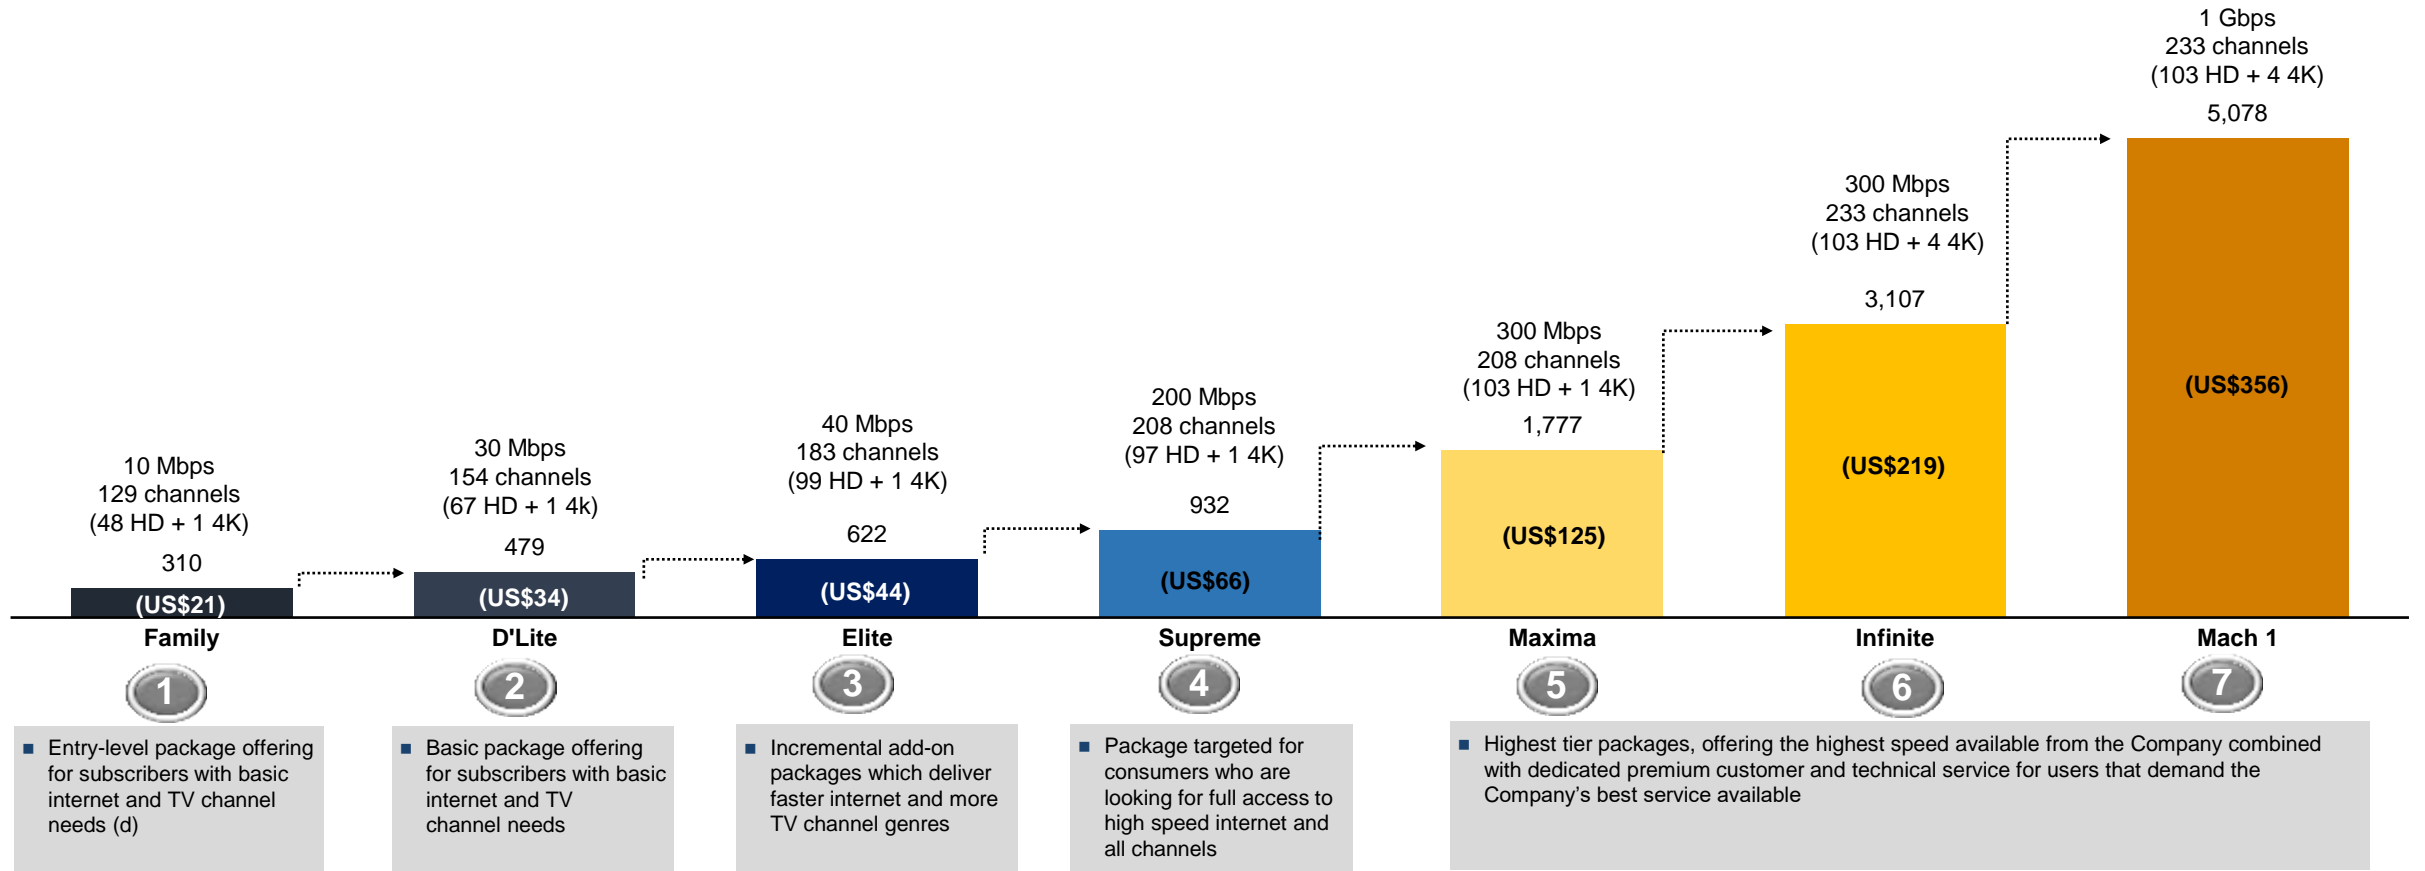 10 Mbps
129 channels
(48 HD + 1 4K)
310
(US$21)
Family
1
30 Mbps
154 channels
(67 HD + 1 4k)
479
(US$34)
D'Lite
2
40 Mbps
183 channels
(99 HD + 1 4K)
622
(US$44)
Elite
3
200 Mbps
208 channels
(97 HD + 1 4K)
932
(US$66)
Supreme
4
300 Mbps
208 channels
(103 HD + 1 4K)
1,777
(US$125)
Maxima
5
300 Mbps
233 channels
(103 HD + 4 4K)
3,107
(US$219)
Infinite
6
1 Gbps
233 channels
(103 HD + 4 4K)
5,078
(US$356)
Mach 1
7
Entry-level package offering
for subscribers with basic
internet and TV channel
needs (d)
Basic package offering
for subscribers with basic
internet and TV
channel needs
Incremental add-on
packages which deliver
faster internet and more
TV channel genres
Package targeted for
consumers who are
looking for full access to
high speed internet and
all channels
Highest tier packages, offering the highest speed available from the Company combined
with dedicated premium customer and technical service for users that demand the
Company’s best service available